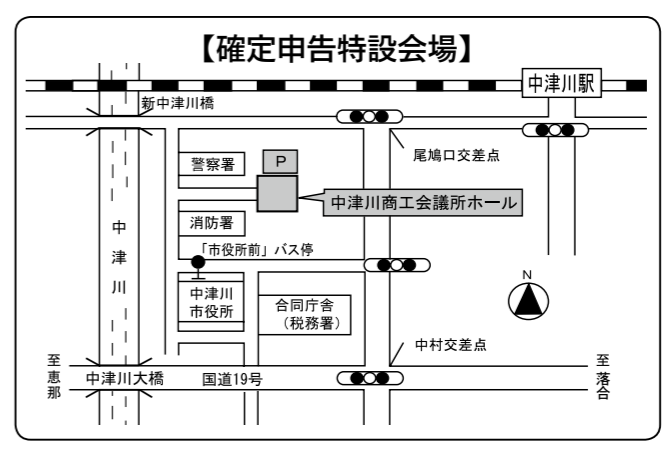 【確定申告特設会場】
中津川駅
新中津川橋
警察署
P
尾鳩口交差点
中津川商工会議所ホール
消防署
「市役所前」バス停
中津川
N
中津川
市役所
合同庁舎
（税務署）
中村交差点
至恵那
中津川大橋
国道19号
至落合